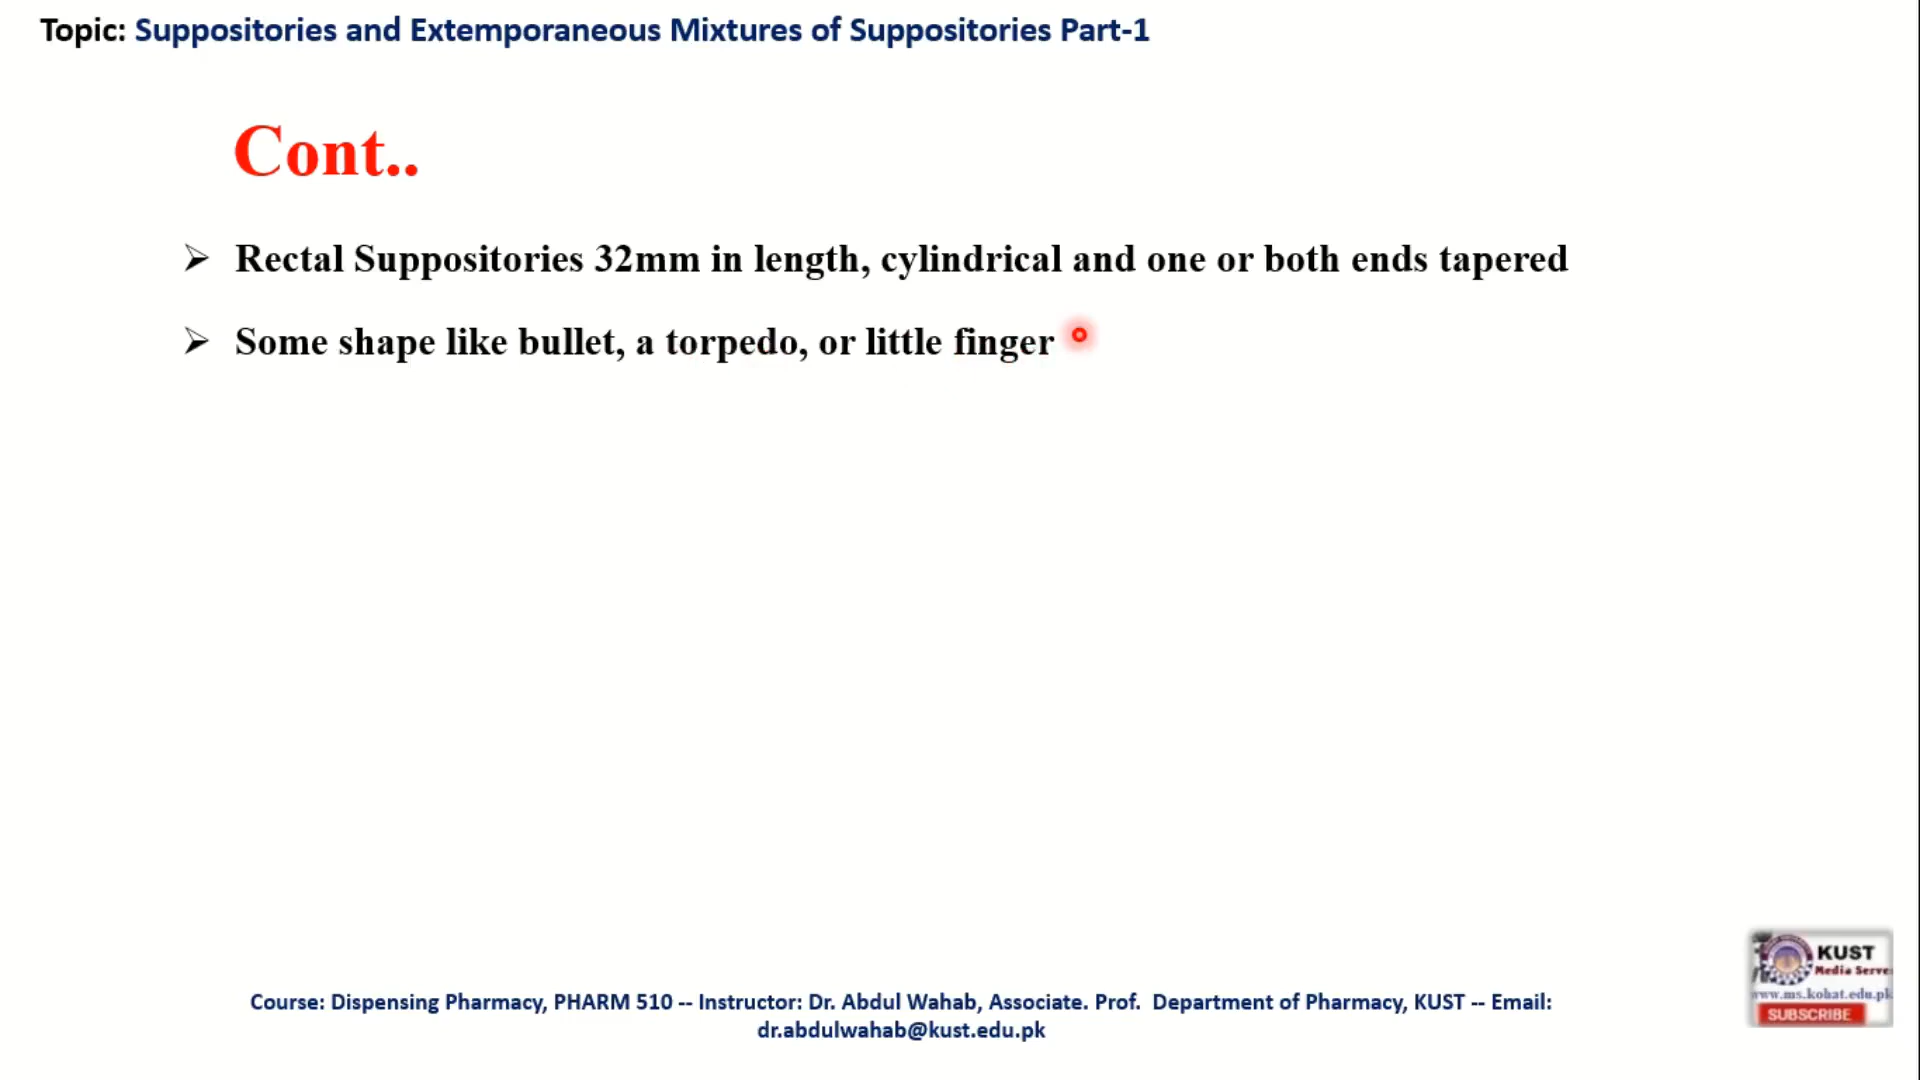 Topic: Suppositories and Extemporaneous Mixtures of Suppositories Part-1
Cont..
Rectal Suppositories 32mm in length, cylindrical and one or both ends tapered
Some shape like bullet, a torpedo, or little finger
KUST
Media Serve
www.ms.kohat.edu.pk
SUBSCRIBE
Course: Dispensing Pharmacy, PHARM 510 -- Instructor: Dr. Abdul Wahab, Associate. Prof. Department of Pharmacy, KUST -- Email:
dr.abdulwahab@kust.edu.pk